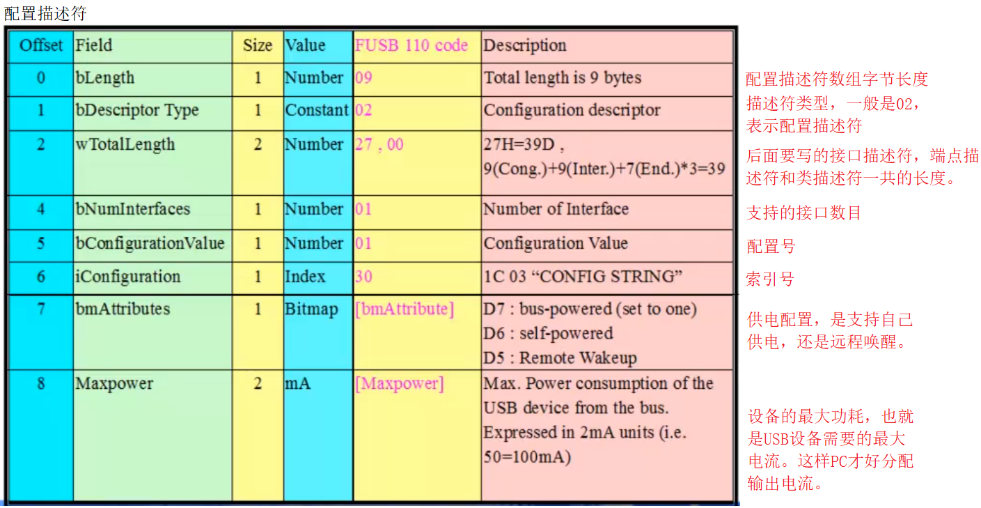 配置描述符
Offset Field Size Value FUSB 110 code Description
0 bLength 1 Number 09 Total length is 9 bytes
配置描述符数组字节长度
1 bDescriptor Type 1 Constant 02 Configuration descriptor
描述符类型，一般是02，
表示配置描述符
2 wTotalLength 2 Number 27 , 00 27H=39D ,
9(Cong.)+9(Inter.)+7(End.)*3=39
后面要写的接口描述符，端点描
述符和类描述符一共的长度。
4 bNumInterfaces 1 Number 01 Number of Interface
支持的接口数目
5 bConfigurationValue 1 Number 01 Configuration Value
配置号
6 iConfiguration 1 Index 30 1C 03 “CONFIG STRING”
索引号
7 bmAttributes 1 Bitmap [bmAttribute] D7 : bus-powered (set to one)
D6 : self-powered
D5 : Remote Wakeup
供电配置，是支持自己
供电，还是远程唤醒。
8 Maxpower 2 mA [Maxpower] Max. Power consumption of the
USB device from the bus.
Expressed in 2mA units (i.e.
50=100mA)
设备的最大功耗，也就
是USB设备需要的最大
电流。这样PC才好分配
输出电流。